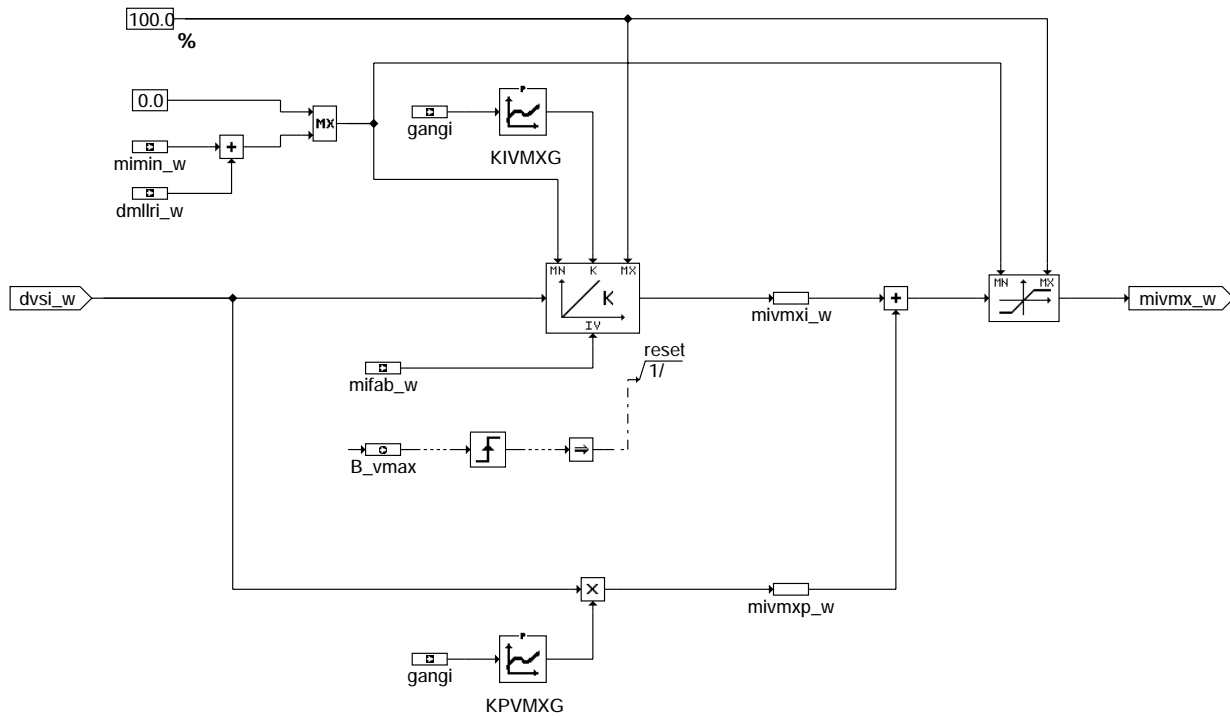 100.0
%
0.0
MX
P
gangi
KIVMXG
mimin_w
+
dmllri_w
MN K MX
MN MX
dvsi_w
K
IV
mivmxi_w
+
mivmx_w
mifab_w
reset
1/
B_vmax
⇒
X
mivmxp_w
P
gangi
KPVMXG